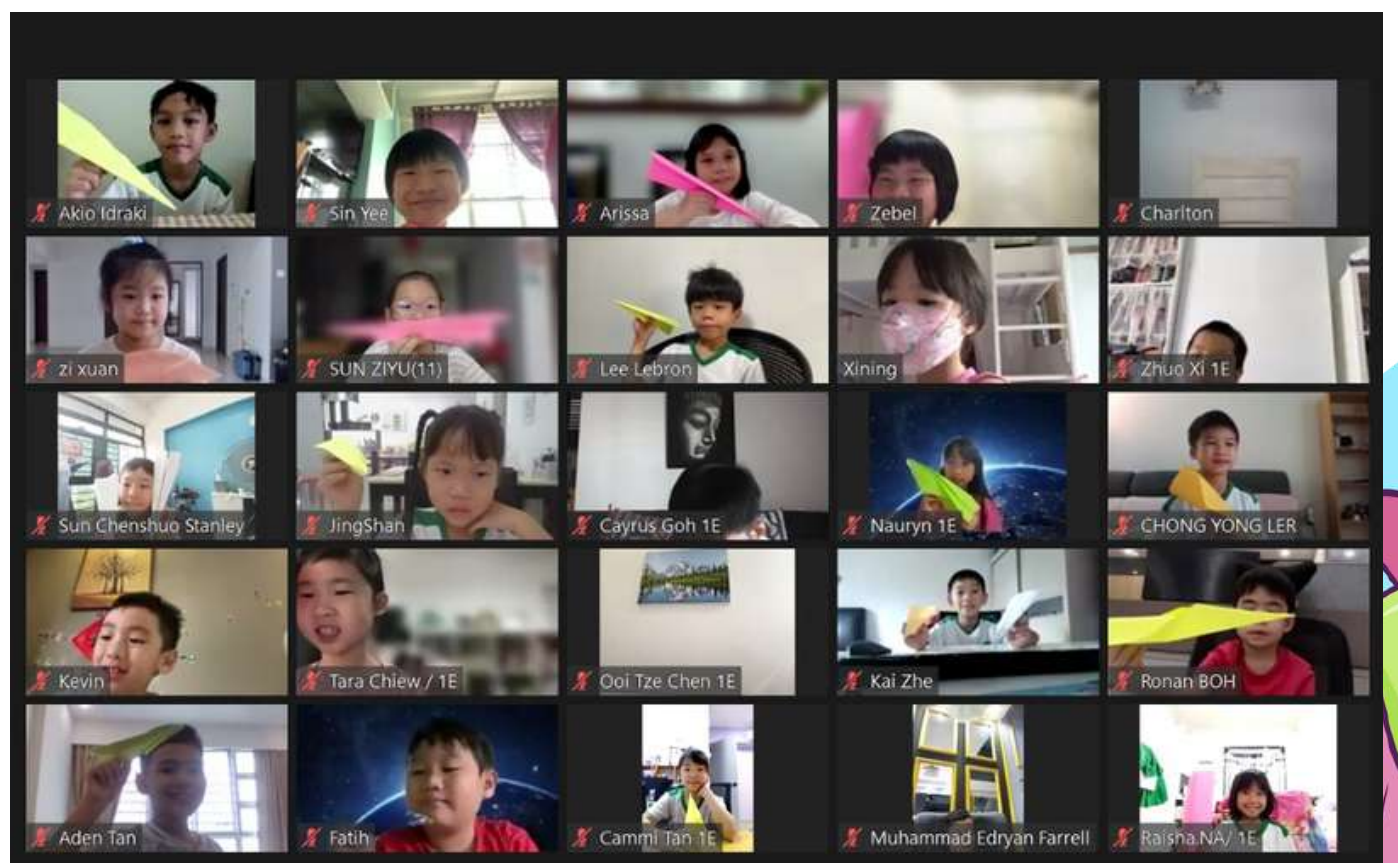 Akio Idraki
Sin Yee
Arissa
Zebel
Charlton
zi xuan
SUN ZIYU(11)
Lee Lebron
Xining
Zhuo Xi 1E
Sun Chenshuo Stanley
JingShan
Cayrus Goh 1E
Nauryn 1E
CHONG YONG LER
Kevin
Tara Chiew / 1E
Ooi Tze Chen 1E
Kai Zhe
Ronan BOH
Aden Tan
Fatih
Cammi Tan 1E
Muhammad Edryan Farrell
Raisha.NA/ 1E